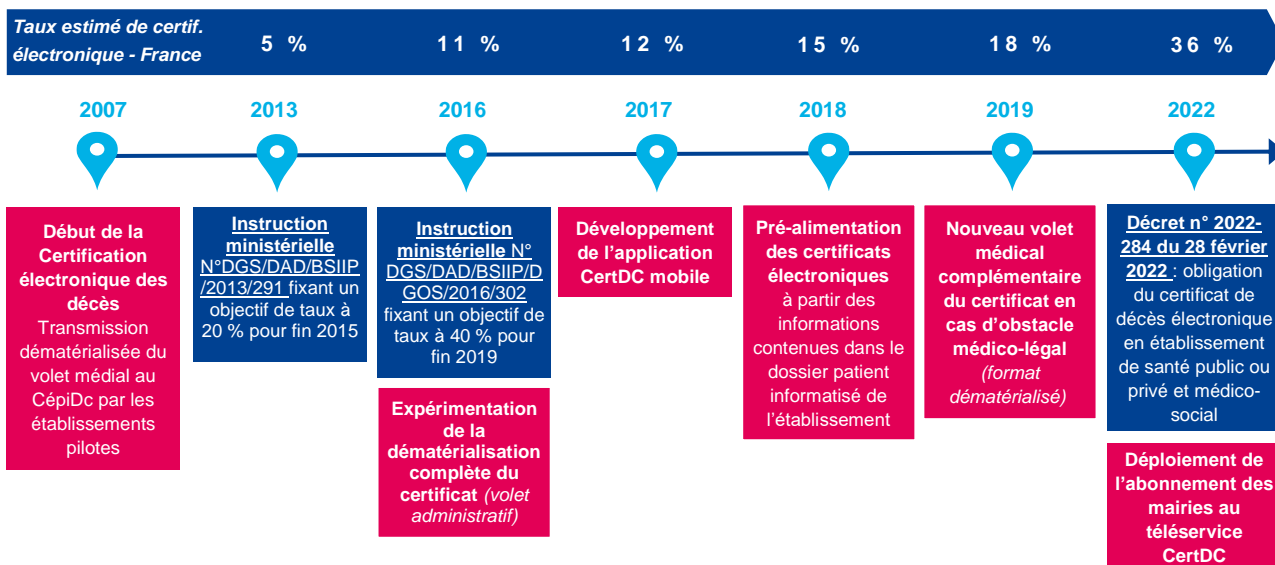 Taux estimé de certif.
électronique - France
5 %
11 %
12 %
15 %
18 %
36 %
2007
2013
2016
2017
2018
2019
2022
Début de la
Certification
électronique des
décès
Transmission
dématérialisée du
volet médial au
CépiDc par les
établissements
pilotes
Instruction
ministérielle
N°DGS/DAD/BSIIP
/2013/291 fixant un
objectif de taux à
20 % pour fin 2015
Instruction
ministérielle N°
DGS/DAD/BSIIP/D
GOS/2016/302
fixant un objectif de
taux à 40 % pour
fin 2019
Expérimentation
de la
dématérialisation
complète du
certificat (volet
administratif)
Développement
de l’application
CertDC mobile
Pré-alimentation
des certificats
électroniques
à partir des
informations
contenues dans le
dossier patient
informatisé de
l’établissement
Nouveau volet
médical
complémentaire
du certificat en
cas d’obstacle
médico-légal
(format
dématérialisé)
Décret n° 2022-
284 du 28 février
2022 : obligation
du certificat de
décès électronique
en établissement
de santé public ou
privé et médico-
social
Déploiement de
l’abonnement des
mairies au
téléservice
CertDC